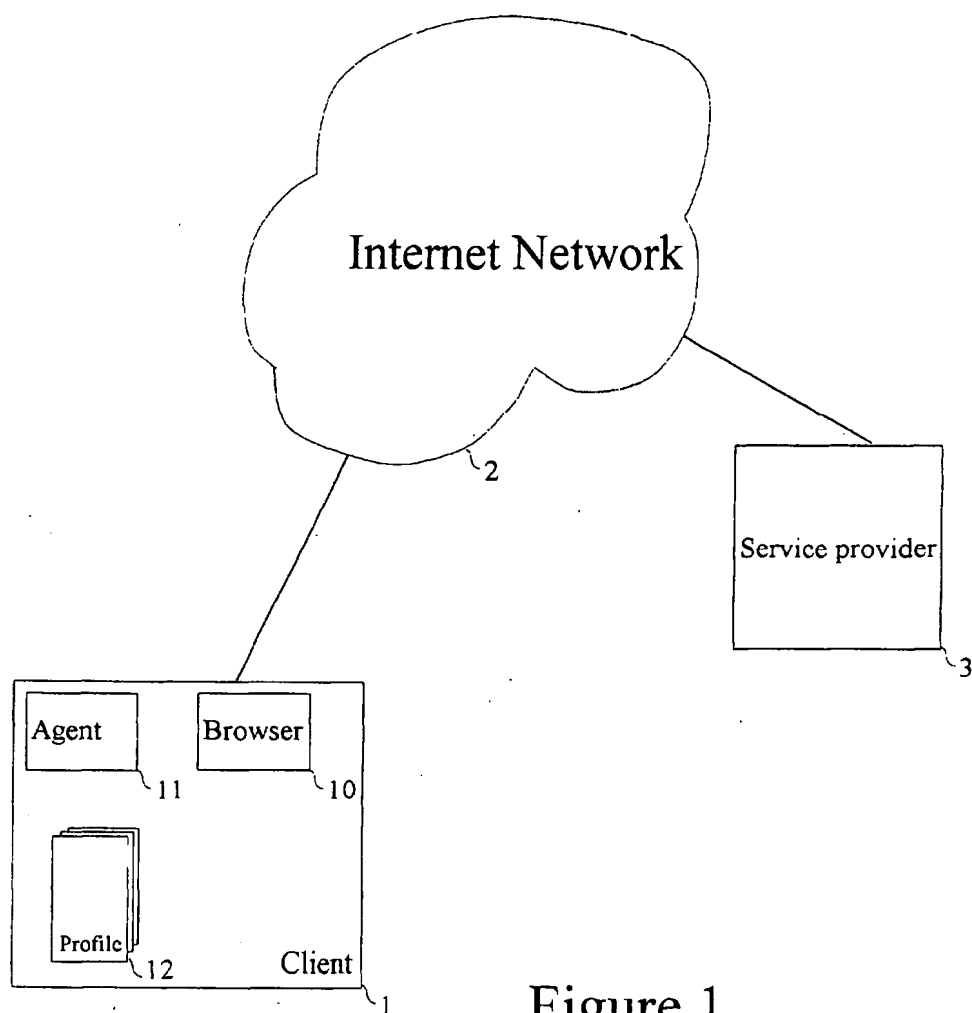 Internet Network
2
Service provider
3
Agent
Browser
11
10
Profile
12
Client
1
Figure 1